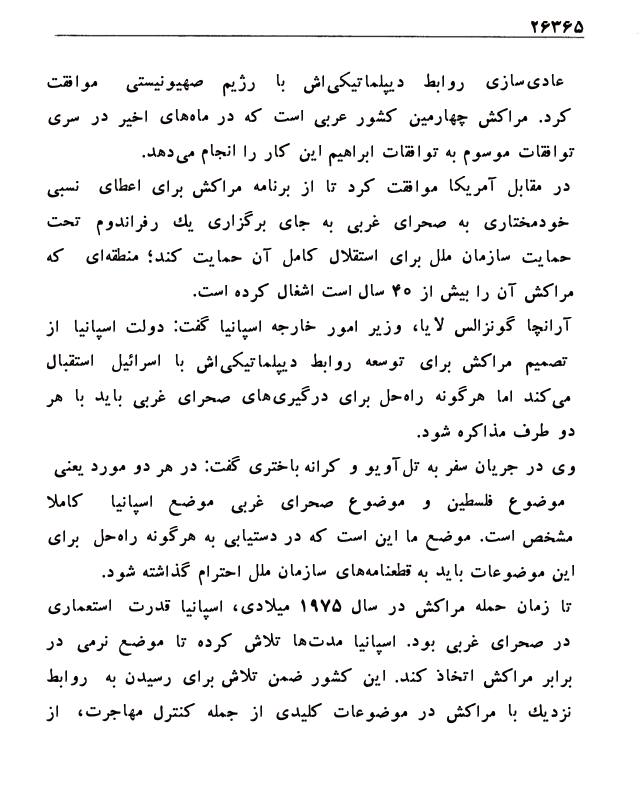 ۲۶۳۶۵
عادی‌سازی روابط دیپلماتیکی‌اش با رژیم صهیونیستی موافقت
کرد. مراکش چهارمین کشور عربی است که در ماه‌های اخیر در سری
توافقات موسوم به توافقات ابراهیم این کار را انجام می‌دهد.
در مقابل آمریکا موافقت کرد تا از برنامه مراکش برای اعطای نسبی
خودمختاری به صحرای غربی به جای برگزاری یك رفراندوم تحت
حمایت سازمان ملل برای استقلال کامل آن حمایت کند؛ منطقه‌ای که
مراکش آن را بیش از ۴۰ سال است اشغال کرده است.
آرانچا گونزالس لایا، وزیر امور خارجه اسپانیا گفت: دولت اسپانیا از
تصمیم مراکش برای توسعه روابط دیپلماتیکی‌اش با اسرائیل استقبال
می‌کند اما هرگونه راه‌حل برای درگیری‌های صحرای غربی باید با هر
دو طرف مذاکره شود.
وی در جریان سفر به تل‌آویو و کرانه باختری گفت: در هر دو مورد یعنی
موضوع فلسطین و موضوع صحرای غربی موضع اسپانیا کاملا
مشخص است. موضع ما این است که در دستیابی به هرگونه راه‌حل برای
این موضوعات باید به قطعنامه‌های سازمان ملل احترام گذاشته شود.
تا زمان حمله مراکش در سال ۱۹۷۵ میلادی، اسپانیا قدرت استعماری
در صحرای غربی بود. اسپانیا مدت‌ها تلاش کرده تا موضع نرمی در
برابر مراکش اتخاذ کند. این کشور ضمن تلاش برای رسیدن به روابط
نزدیك با مراکش در موضوعات کلیدی از جمله کنترل مهاجرت، از